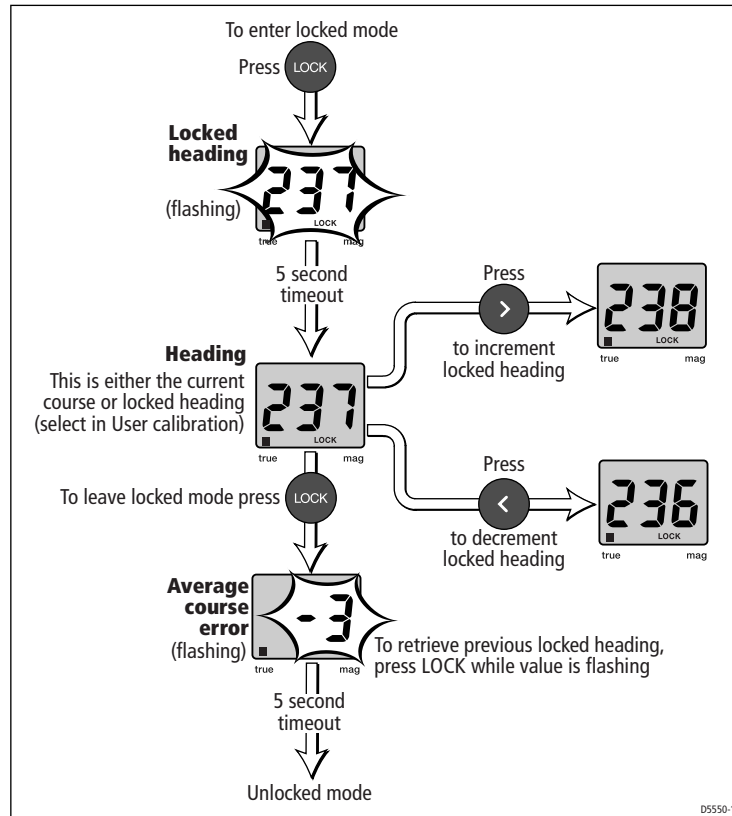 To enter locked mode
Press LOCK
Locked
heading
(flashing)
237
LOCK
true mag
5 second
timeout
Heading
This is either the current
course or locked heading
(select in User calibration)
237
LOCK
true mag
Press
>
to increment
locked heading
238
LOCK
true mag
Press
<
to decrement
locked heading
236
LOCK
true mag
To leave locked mode press LOCK
Average
course
error
(flashing)
-3
true mag
To retrieve previous locked heading,
press LOCK while value is flashing
5 second
timeout
Unlocked mode
D5550-